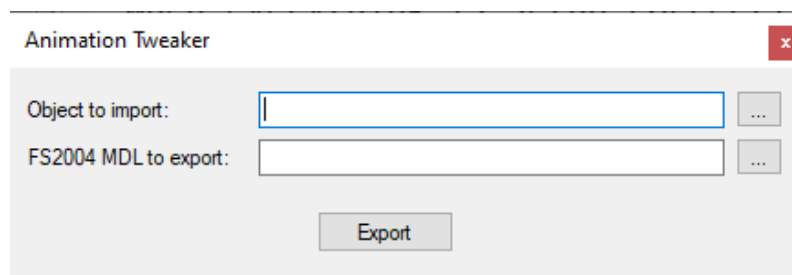 Animation Tweaker
x
Object to import:
...
FS2004 MDL to export:
...
Export